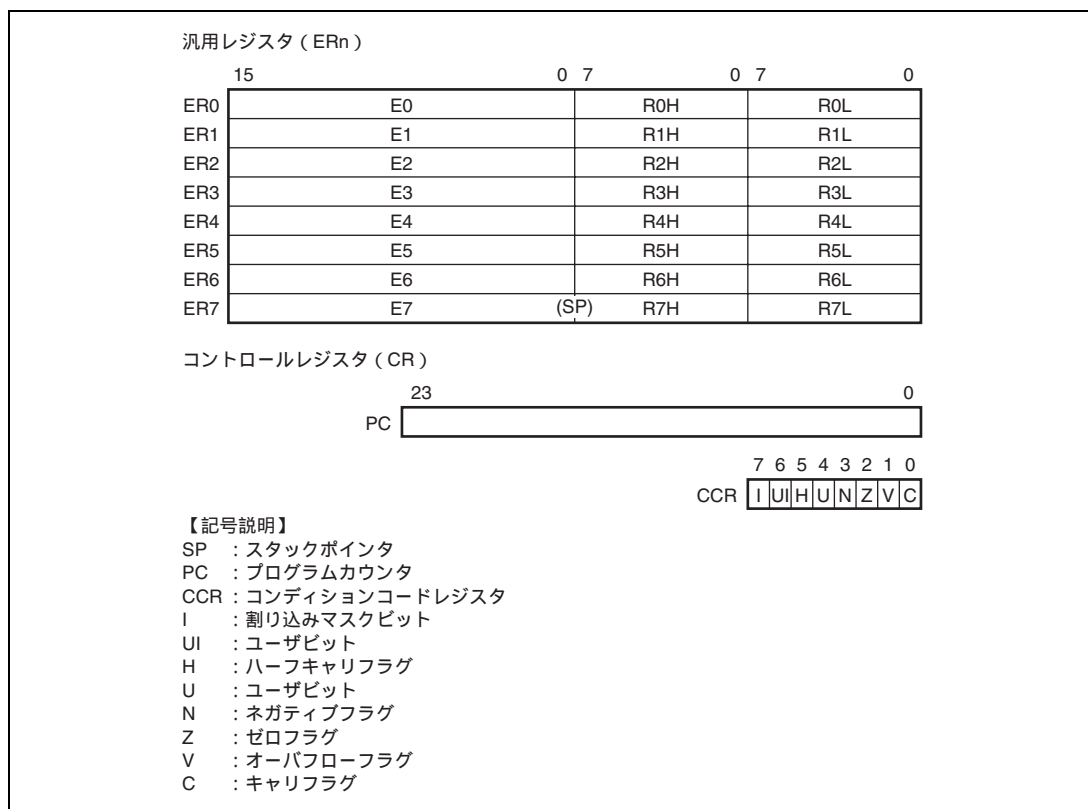 汎用レジスタ（ERn）
15 0 7 0 7 0
ER0 E0 R0H R0L
ER1 E1 R1H R1L
ER2 E2 R2H R2L
ER3 E3 R3H R3L
ER4 E4 R4H R4L
ER5 E5 R5H R5L
ER6 E6 R6H R6L
ER7 E7 (SP) R7H R7L
コントロールレジスタ（CR）
23 0
PC
7 6 5 4 3 2 1 0
CCR I UI H U N Z V C
【記号説明】
SP ：スタックポインタ
PC ：プログラムカウンタ
CCR：コンディションコードレジスタ
I ：割り込みマスクビット
UI ：ユーザビット
H ：ハーフキャリフラグ
U ：ユーザビット
N ：ネガティブフラグ
Z ：ゼロフラグ
V ：オーバフローフラグ
C ：キャリフラグ